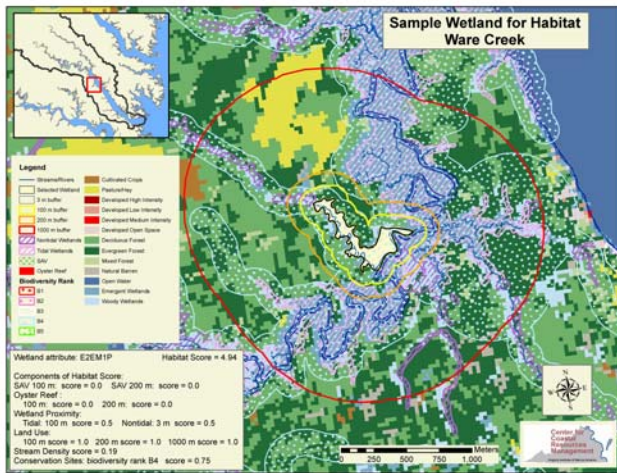 Sample Wetland for Habitat
Ware Creek
Legend
Streams/Rivers
Selected Wetland
3 m buffer
100 m buffer
200 m buffer
1000 m buffer
Nontidal Wetlands
Tidal Wetlands
SAV
Oyster Reef
Biodiversity Rank
B1
B2
B3
B4
B5
Cultivated Crops
Pasture/Hay
Developed High Intensity
Developed Low Intensity
Developed Medium Intensity
Developed Open Space
Deciduous Forest
Evergreen Forest
Mixed Forest
Natural Barren
Open Water
Emergent Wetlands
Woody Wetlands
Wetland attribute: E2EM1P Habitat Score = 4.94
Components of Habitat Score:
SAV 100 m: score = 0.0 SAV 200 m: score = 0.0
Oyster Reef :
100 m: score = 0.0 200 m: score = 0.0
Wetland Proximity:
Tidal: 100 m score = 0.5 Nontidal: 3 m score = 0.5
Land Use:
100 m score = 1.0 200 m score = 1.0 1000 m score = 1.0
Stream Density score = 0.19
Conservation Sites: biodiversity rank B4 score = 0.75
Meters
0 250 500 1,000
Center for
Coastal
Resources
Management